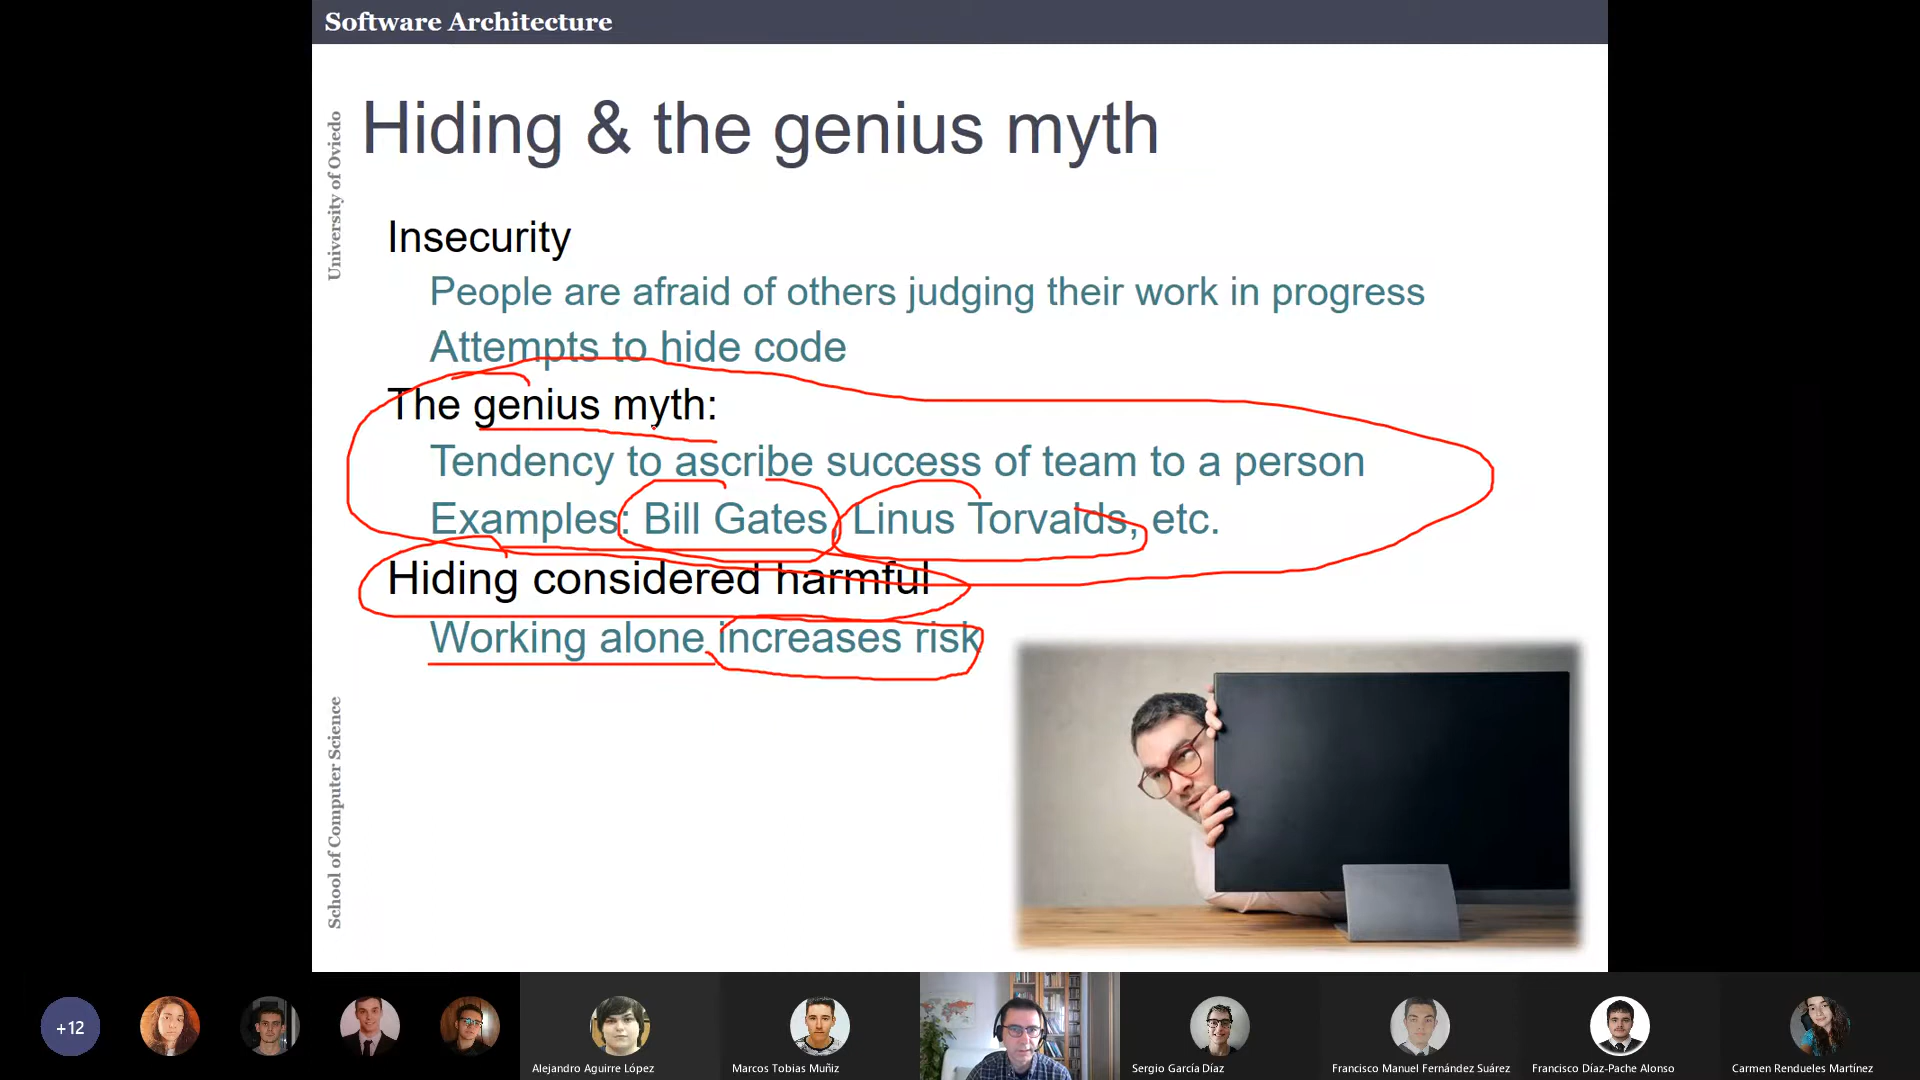 Software Architecture
University of Oviedo
Hiding & the genius myth
Insecurity
People are afraid of others judging their work in progress
Attempts to hide code
The genius myth:
Tendency to ascribe success of team to a person
Examples: Bill Gates, Linus Torvalds, etc.
Hiding considered harmful
Working alone increases risk
School of Computer Science
+12
Alejandro Aguirre López
Marcos Tobias Muñiz
Sergio García Díaz
Francisco Manuel Fernández Suárez
Francisco Díaz-Pache Alonso
Carmen Rendueles Martínez